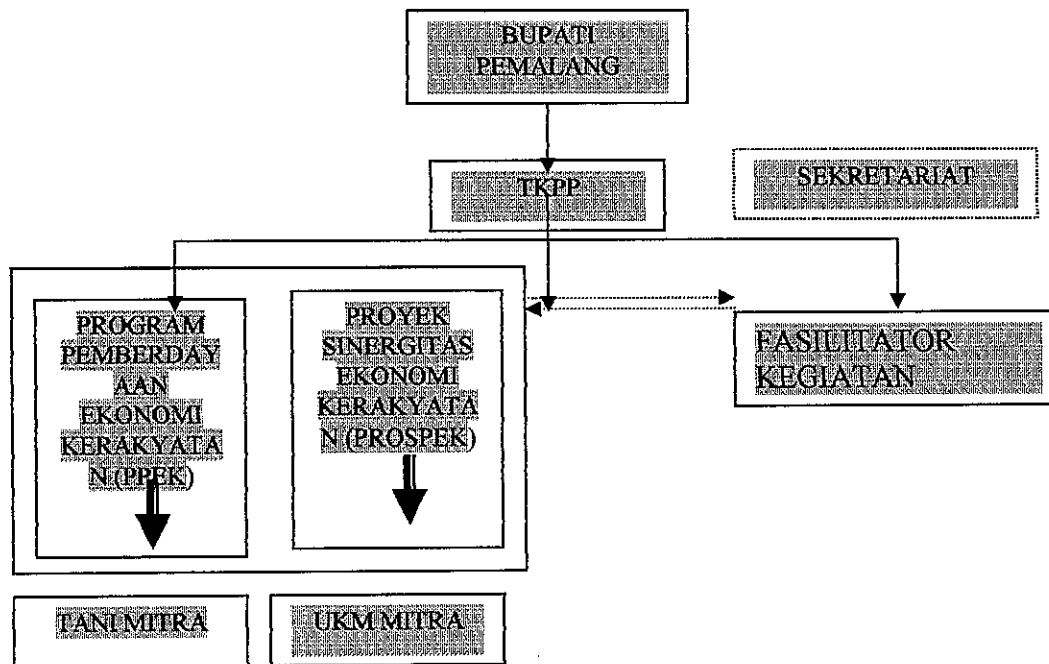 BUPATI
PEMALANG
TKPP
SEKRETARIAT
PROGRAM
PEMBERDAY
AAN
EKONOMI
KERAKYATA
N (PPEK)
PROYEK
SINERGITAS
EKONOMI
KERAKYATA
N (PROSPEK)
FASILITATOR
KEGIATAN
TANI MITRA
UKM MITRA